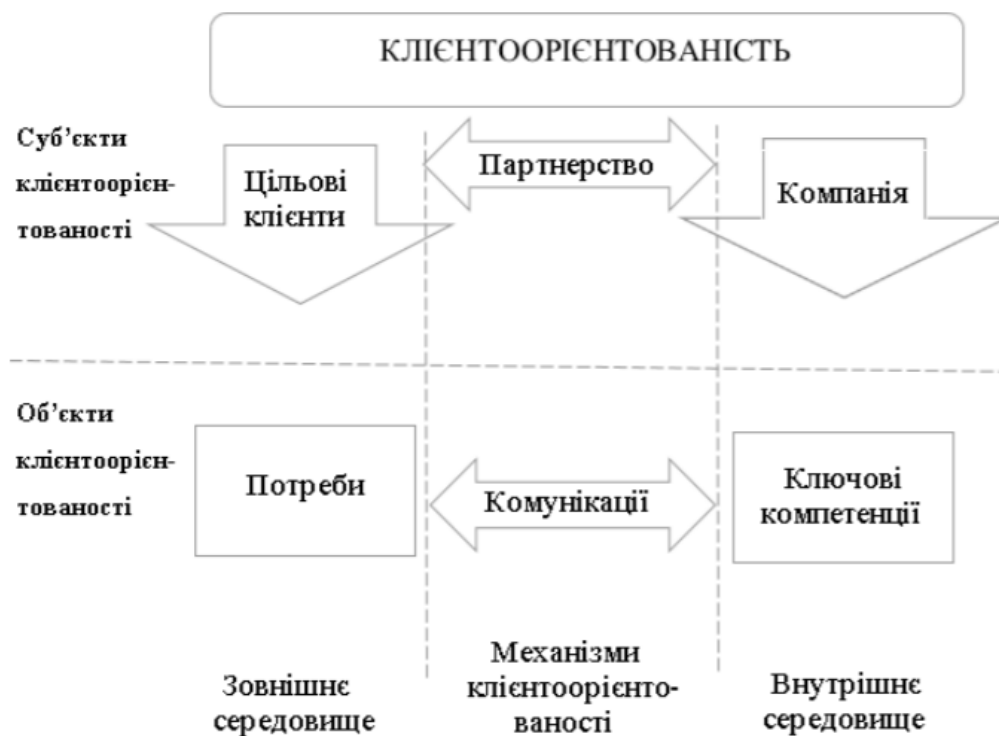 КЛІЄНТООРІЄНТОВАНІСТЬ
Суб’єкти
клієнтоорієн-
тованості
Цільові
клієнти
Партнерство
Компанія
Об’єкти
клієнтоорієн-
тованості
Потреби
Комунікації
Ключові
компетенції
Зовнішнє
середовище
Механізми
клієнтоорієнто-
ваності
Внутрішнє
середовище